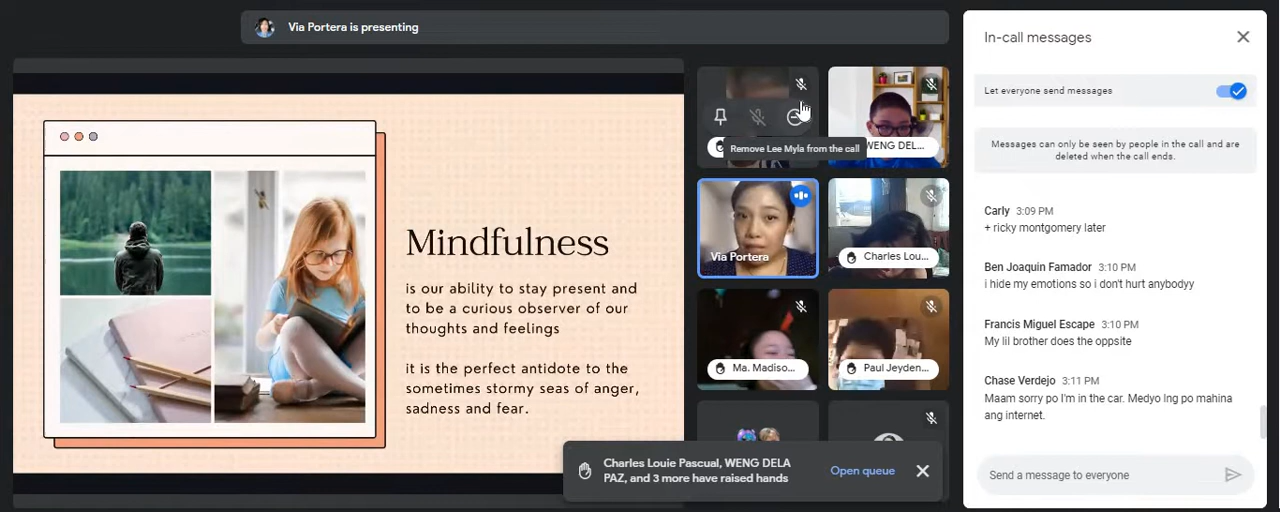 Via Portera is presenting
Mindfulness
is our ability to stay present and
to be a curious observer of our
thoughts and feelings
it is the perfect antidote to the
sometimes stormy seas of anger,
sadness and fear.
Remove Lee Myla from the call
WENG DEL...
Via Portera
Charles Lou...
Ma. Madiso...
Paul Jeyden...
Charles Louie Pascual, WENG DELA
PAZ, and 3 more have raised hands
Open queue
In-call messages
Let everyone send messages
Messages can only be seen by people in the call and are
deleted when the call ends.
Carly 3:09 PM
+ ricky montgomery later
Ben Joaquin Famador 3:10 PM
i hide my emotions so i don't hurt anybodyy
Francis Miguel Escape 3:10 PM
My lil brother does the oppsite
Chase Verdejo 3:11 PM
Maam sorry po I'm in the car. Medyo lng po mahina
ang internet.
Send a message to everyone